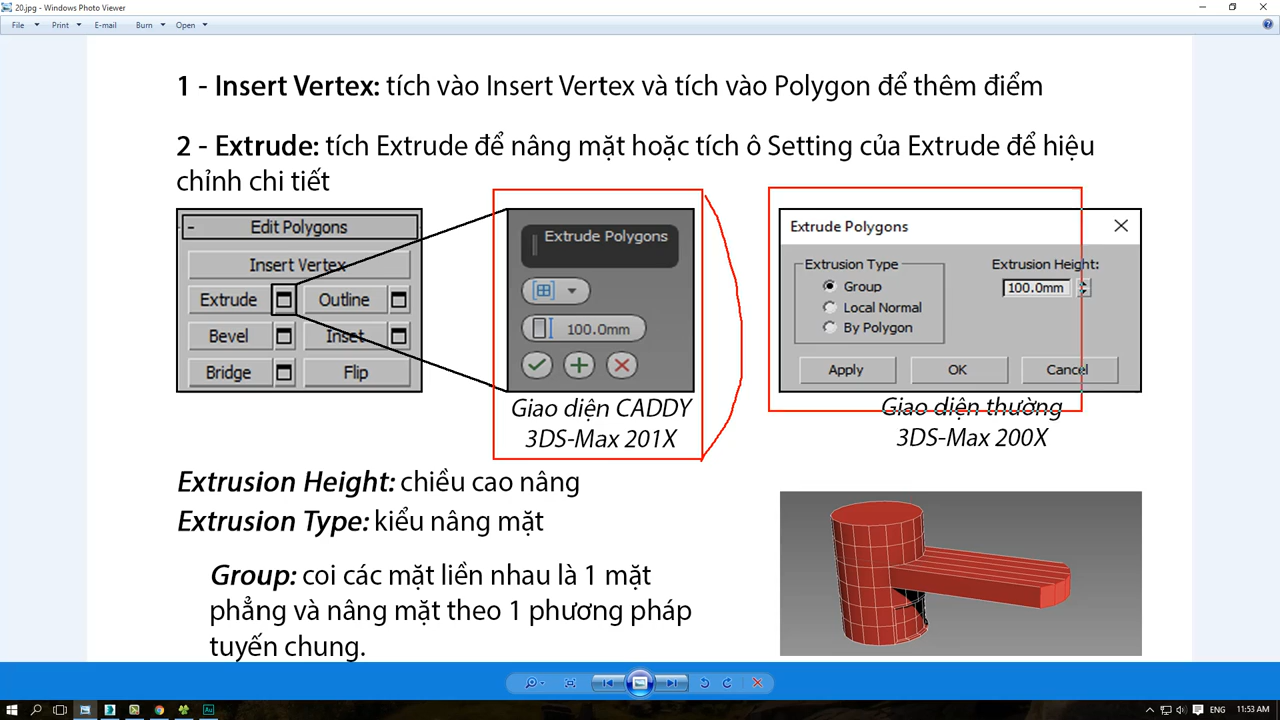 20.jpg - Windows Photo Viewer
File Print E-mail Burn Open
1 - Insert Vertex: tích vào Insert Vertex và tích vào Polygon để thêm điểm
2 - Extrude: tích Extrude để nâng mặt hoặc tích ô Setting của Extrude để hiệu
chỉnh chi tiết
- Edit Polygons
Insert Vertex
Extrude Outline
Bevel Inset
Bridge Flip
Extrude Polygons
100.0mm
Giao diện CADDY
3DS-Max 201X
Extrude Polygons
Extrusion Type Extrusion Height:
Group 100.0mm
Local Normal
By Polygon
Apply OK Cancel
Giao diện thường
3DS-Max 200X
Extrusion Height: chiều cao nâng
Extrusion Type: kiểu nâng mặt
Group: coi các mặt liền nhau là 1 mặt
phẳng và nâng mặt theo 1 phương pháp
tuyến chung.
Au
ENG 11:53 AM